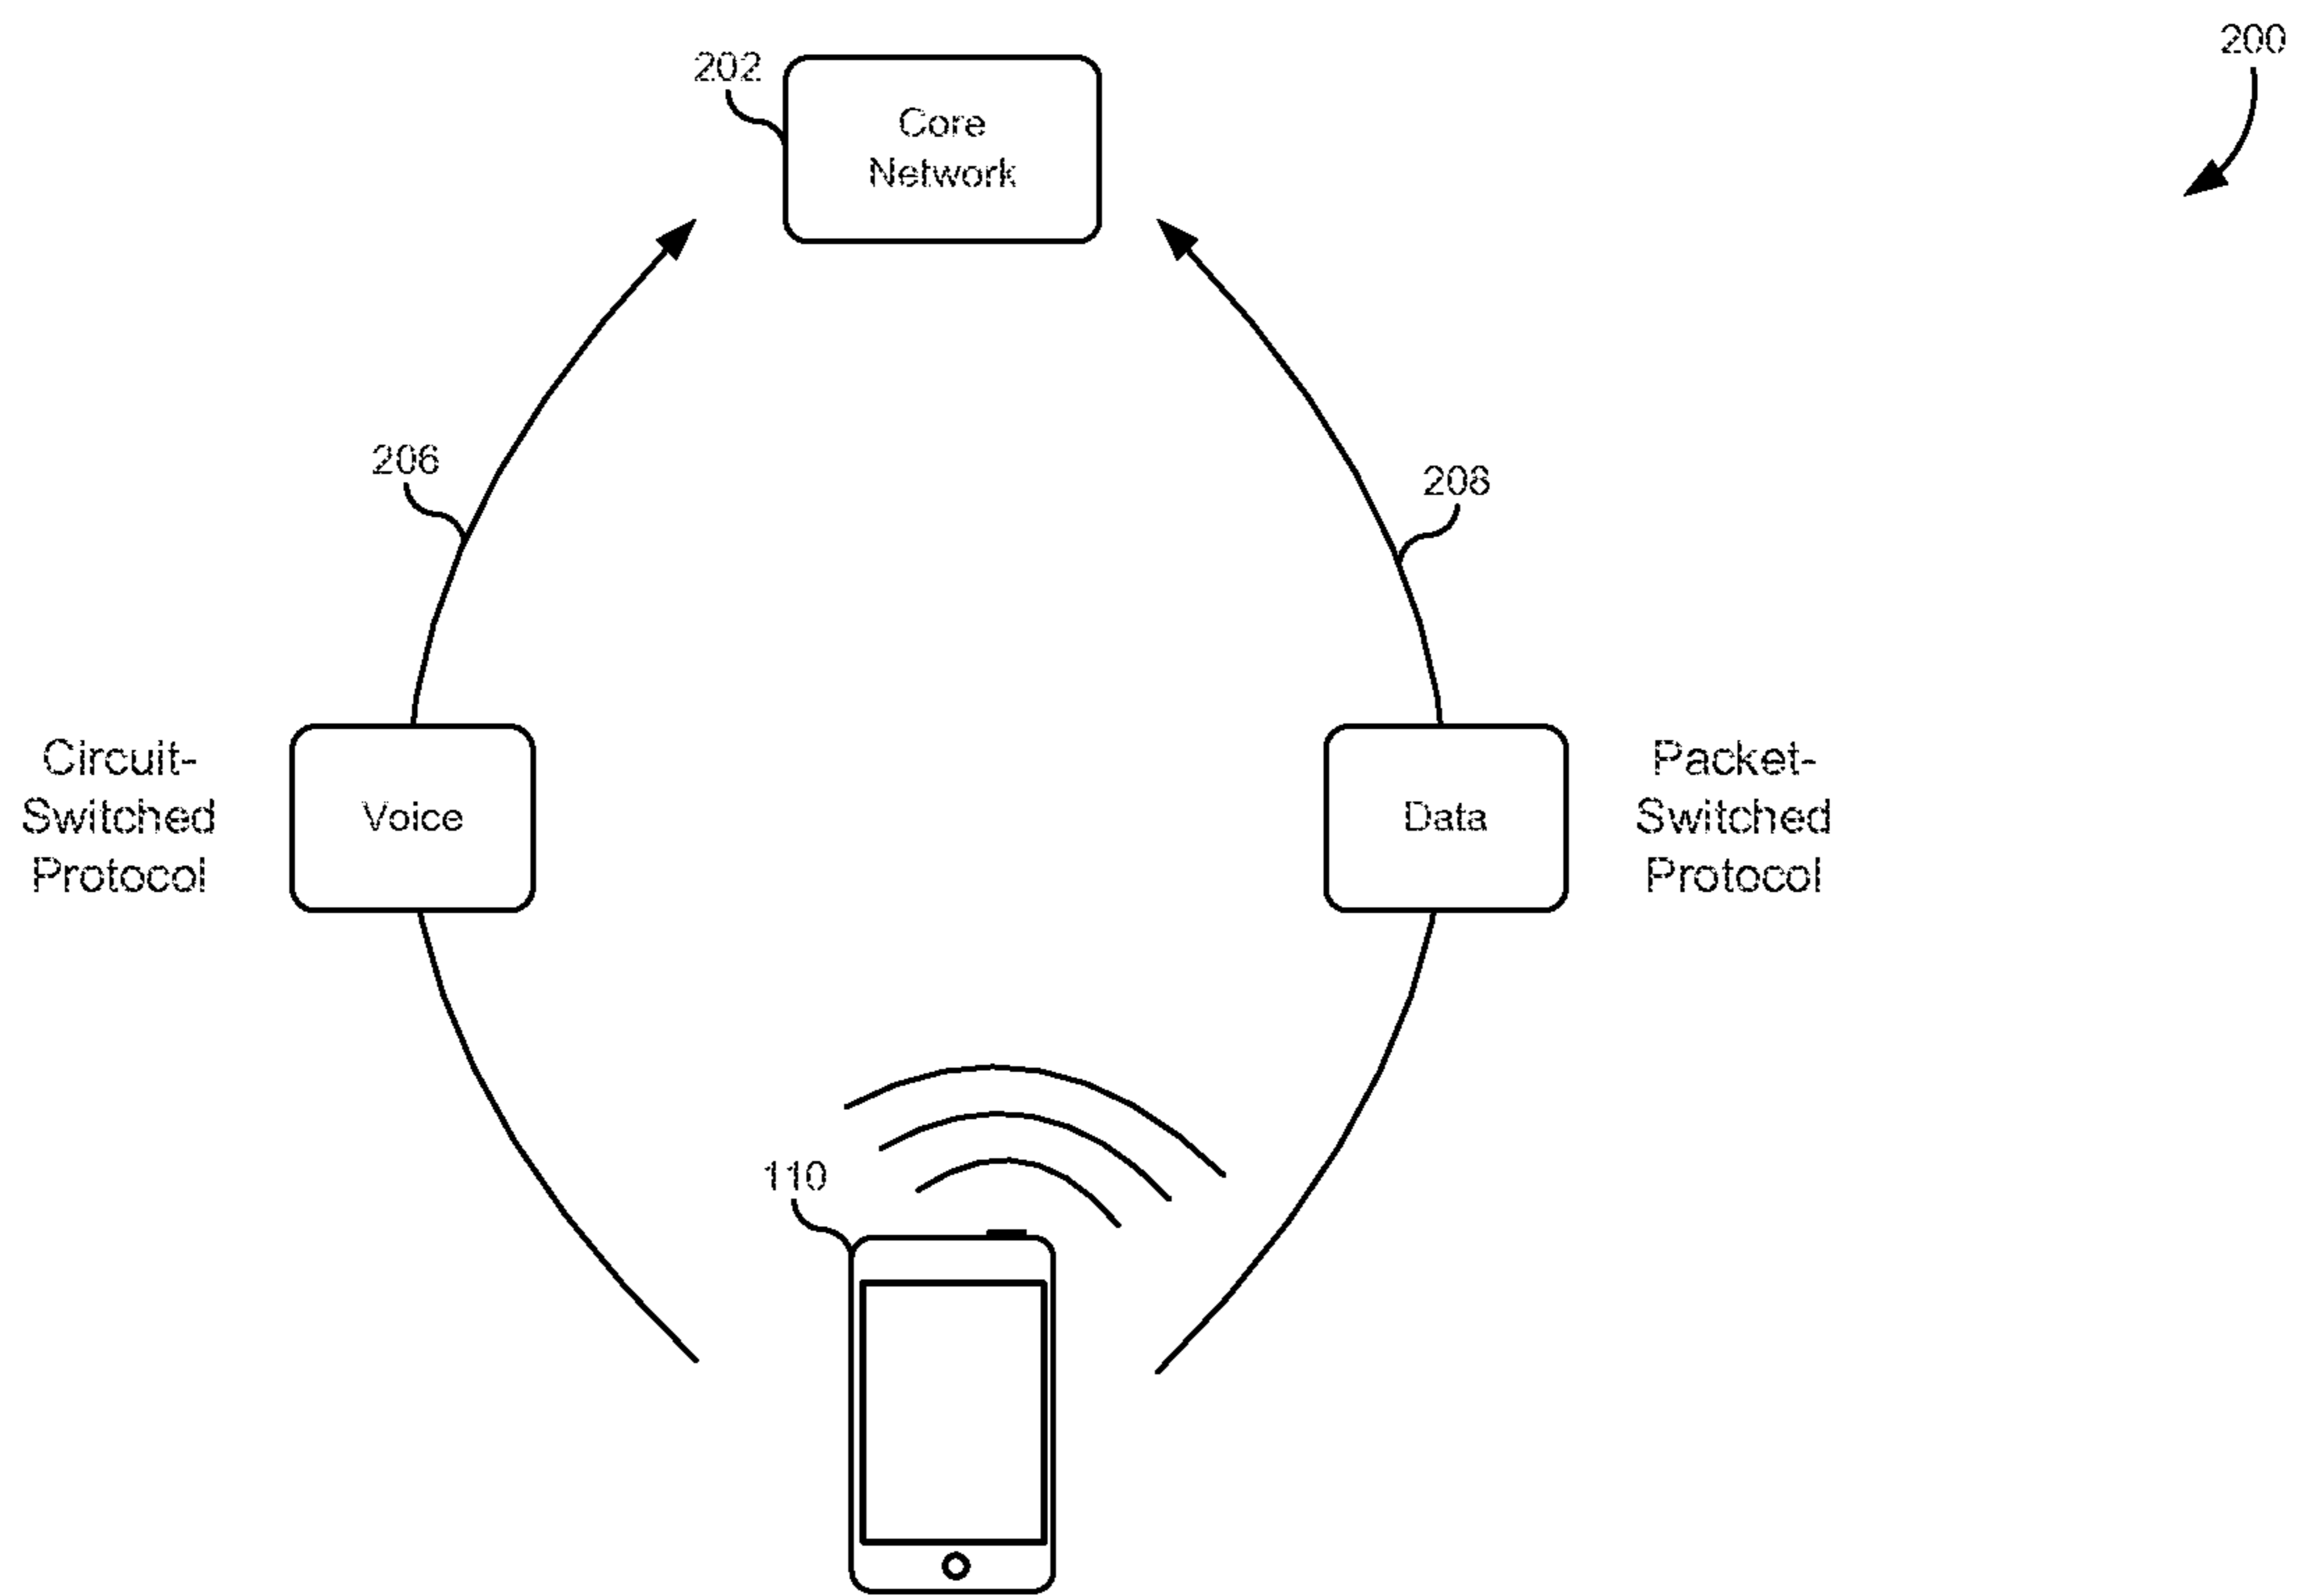 200
202
Core
Network
206
208
Circuit-
Switched
Protocol
Voice
Data
Packet-
Switched
Protocol
110